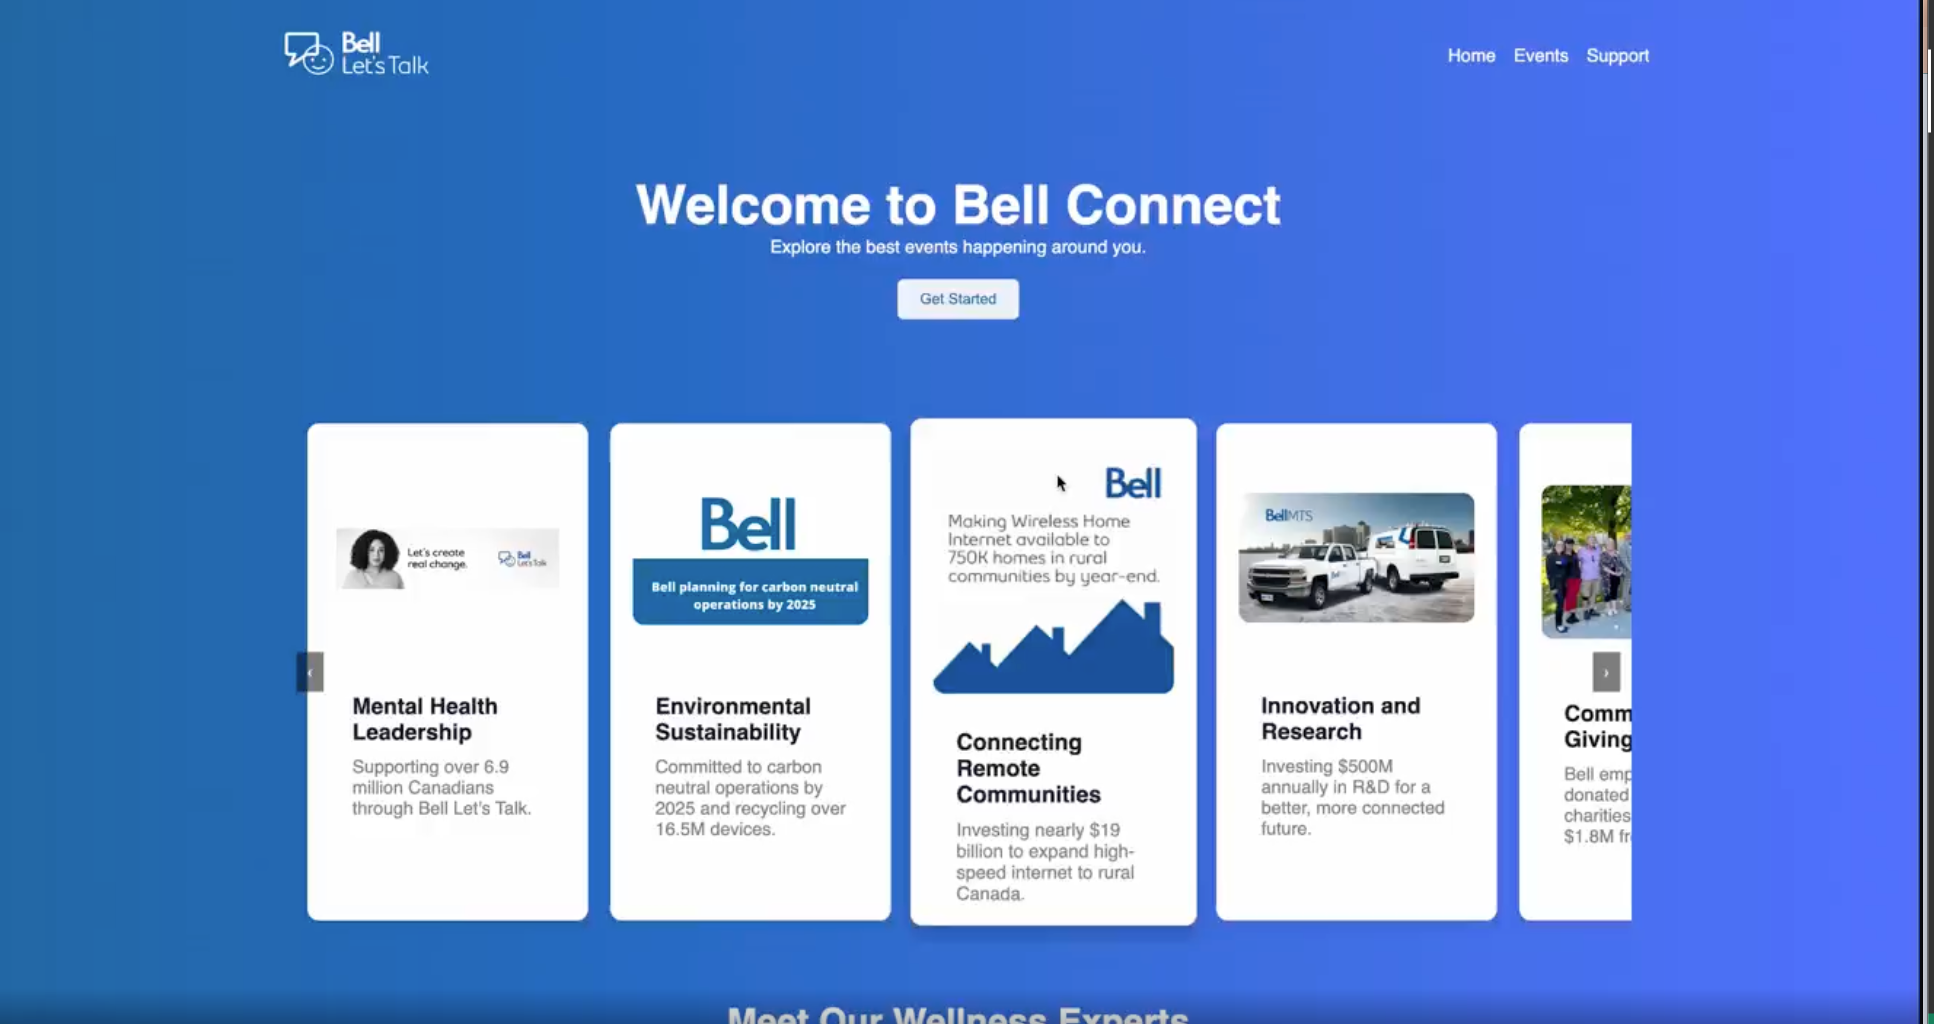 Bell
Let's Talk
Home Events Support
Welcome to Bell Connect
Explore the best events happening around you.
Get Started
Let's create
real change.
Bell
Let's Talk
Mental Health
Leadership
Supporting over 6.9
million Canadians
through Bell Let's Talk.
Bell
Bell planning for carbon neutral
operations by 2025
Environmental
Sustainability
Committed to carbon
neutral operations by
2025 and recycling over
16.5M devices.
Bell
Making Wireless Home
Internet available to
750K homes in rural
communities by year-end.
Connecting
Remote
Communities
Investing nearly $19
billion to expand high-
speed internet to rural
Canada.
BellMTS
Innovation and
Research
Investing $500M
annually in R&D for a
better, more connected
future.
Comm
Giving
Bell emp
donated
charities
$1.8M fr
Meet Our Wellness Experts